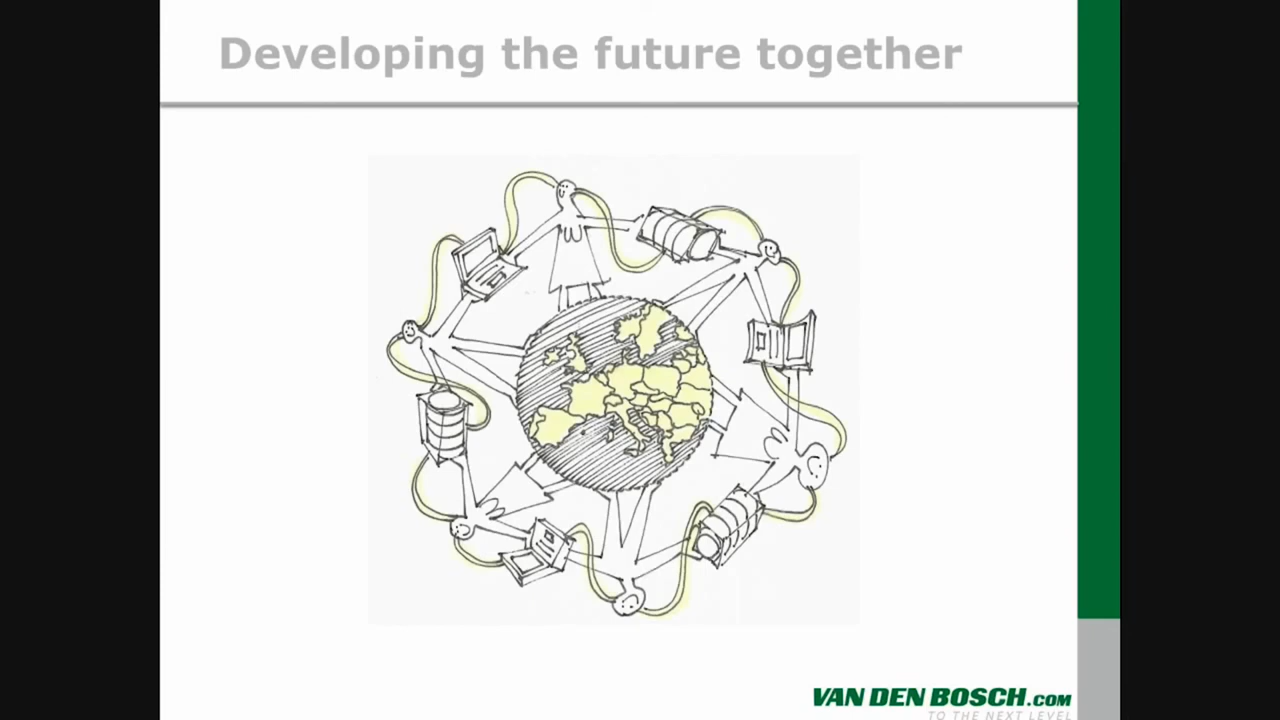 Developing the future together
VAN DEN BOSCH.COM
TO THE NEXT LEVEL